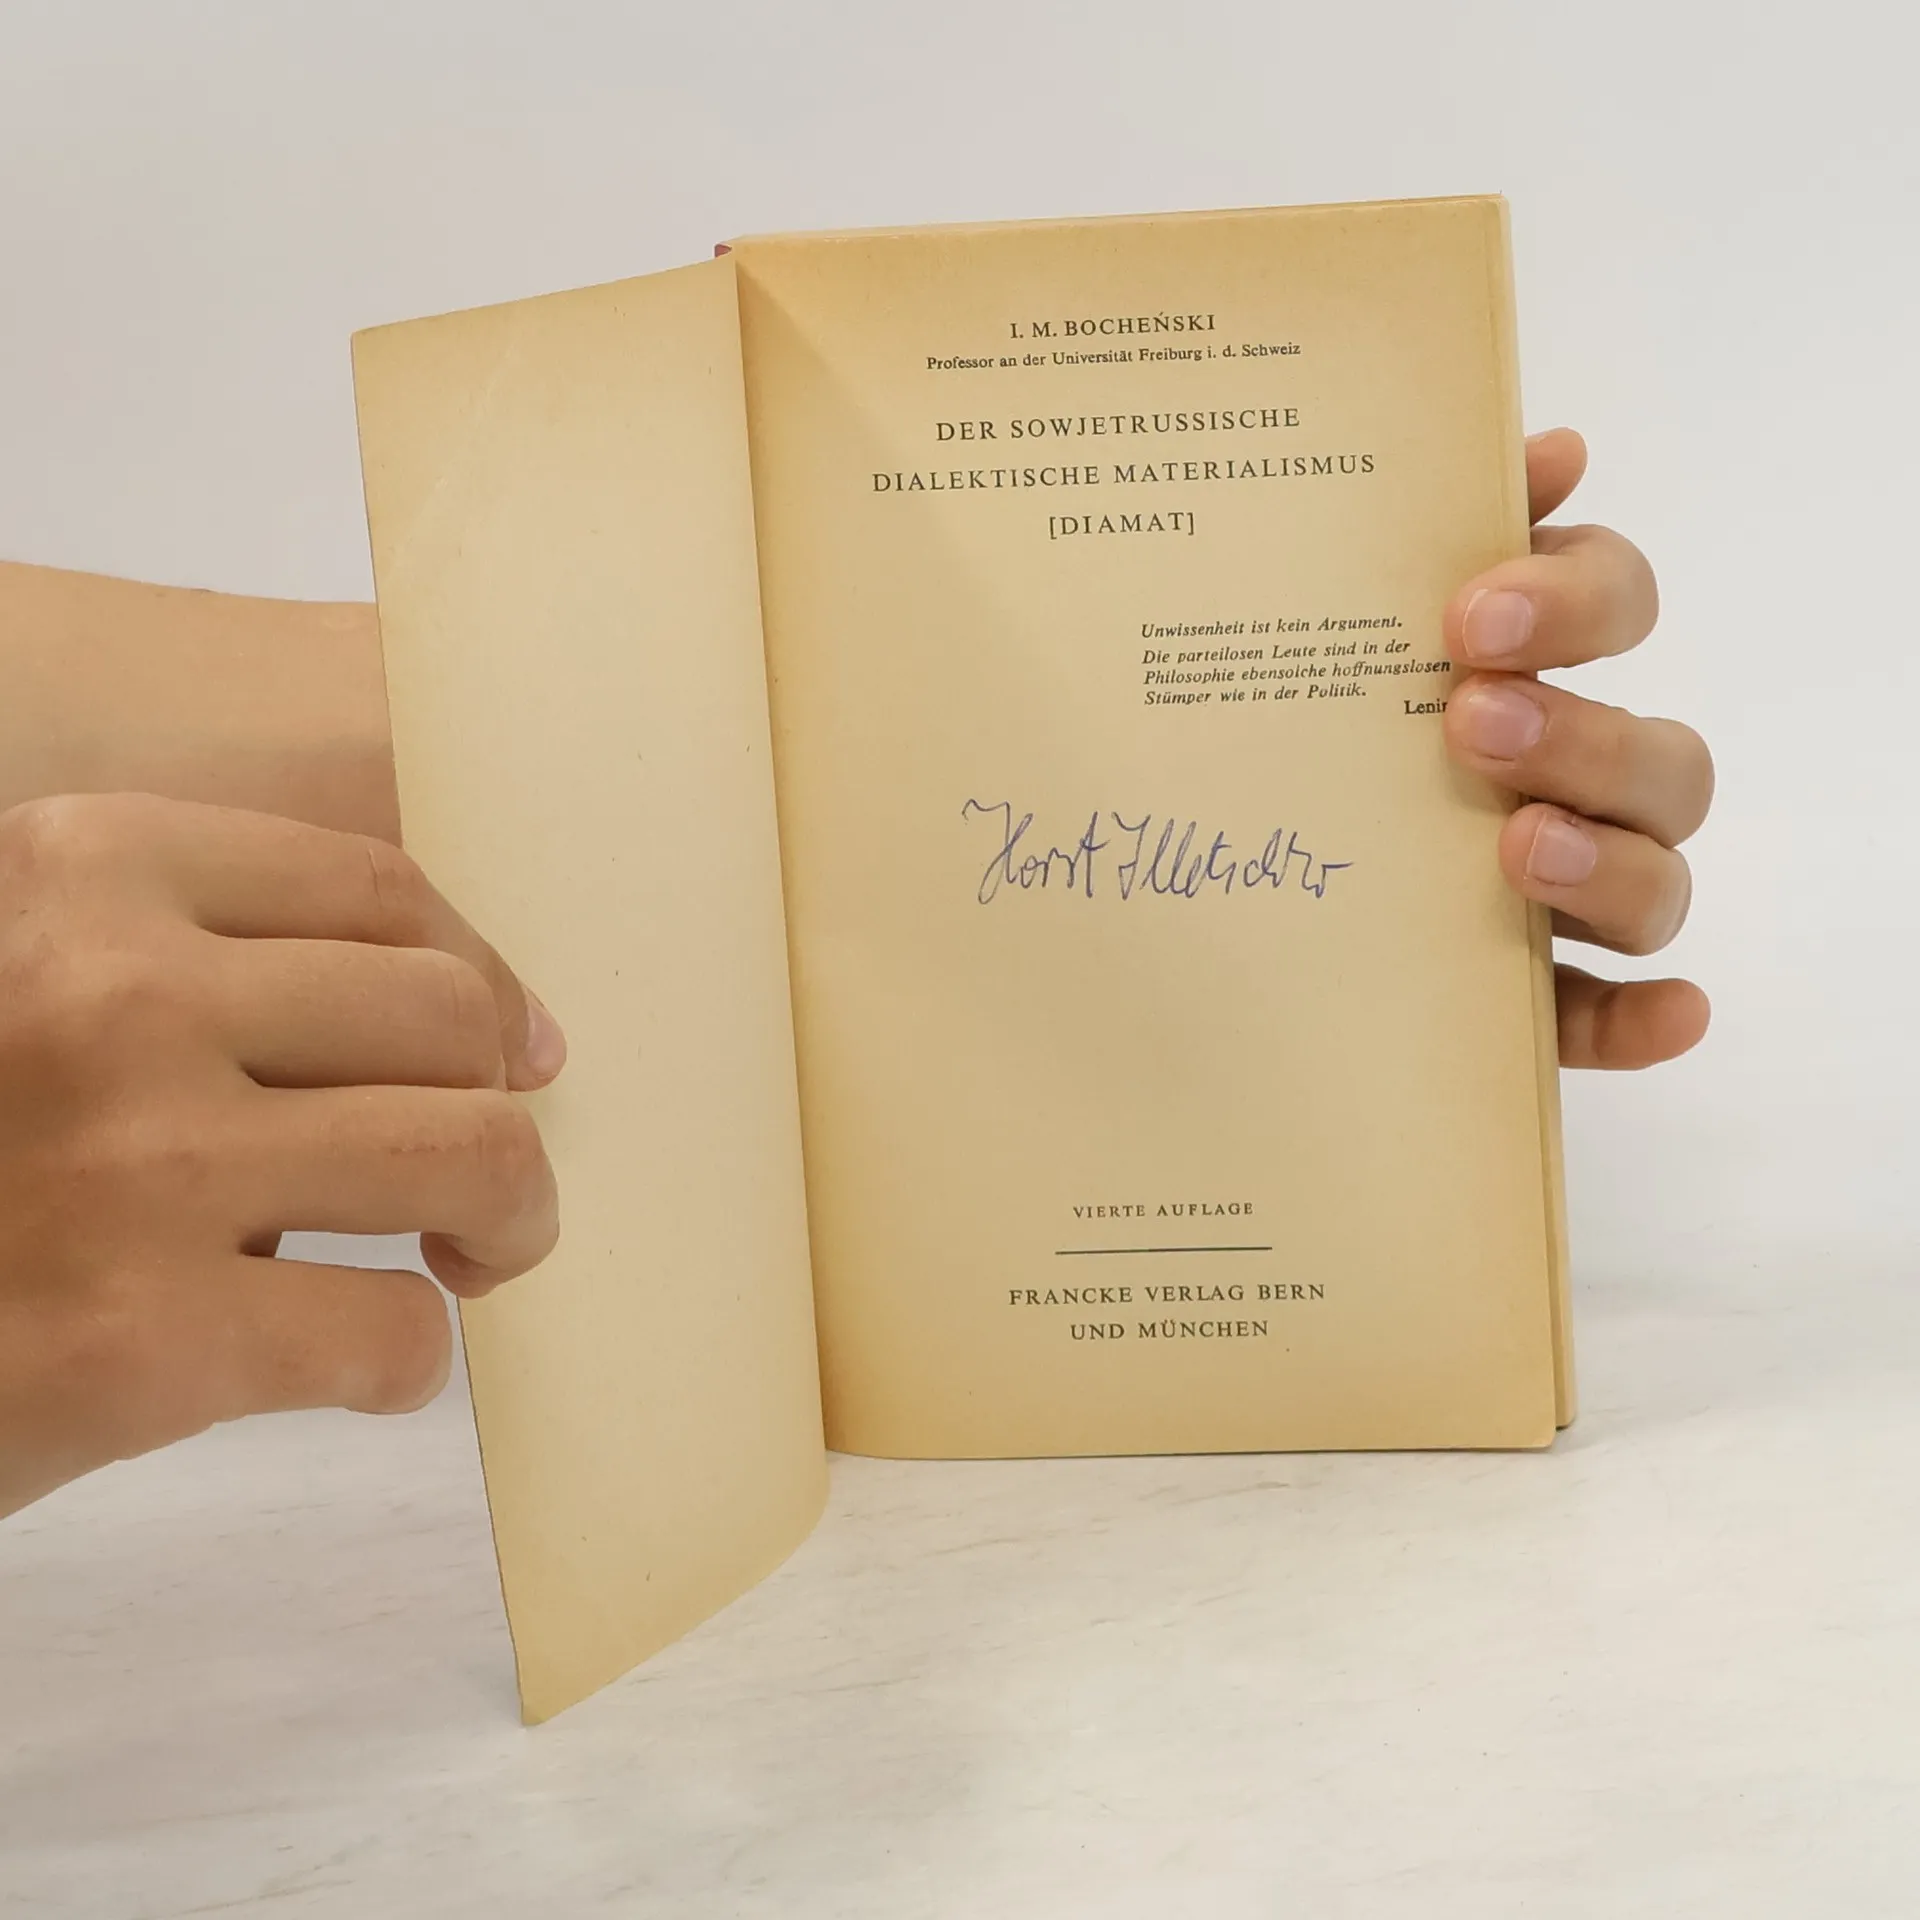 I. M. BOCHEŃSKI
Professor an der Universität Freiburg i. d. Schweiz
DER SOWJETRUSSISCHE
DIALEKTISCHE MATERIALISMUS
[DIAMAT]
Unwissenheit ist kein Argument.
Die parteilosen Leute sind in der
Philosophie ebensolche hoffnungslosen
Stümper wie in der Politik.
Horst
VIERTE AUFLAGE
FRANCKE VERLAG BERN
UND MÜNCHEN